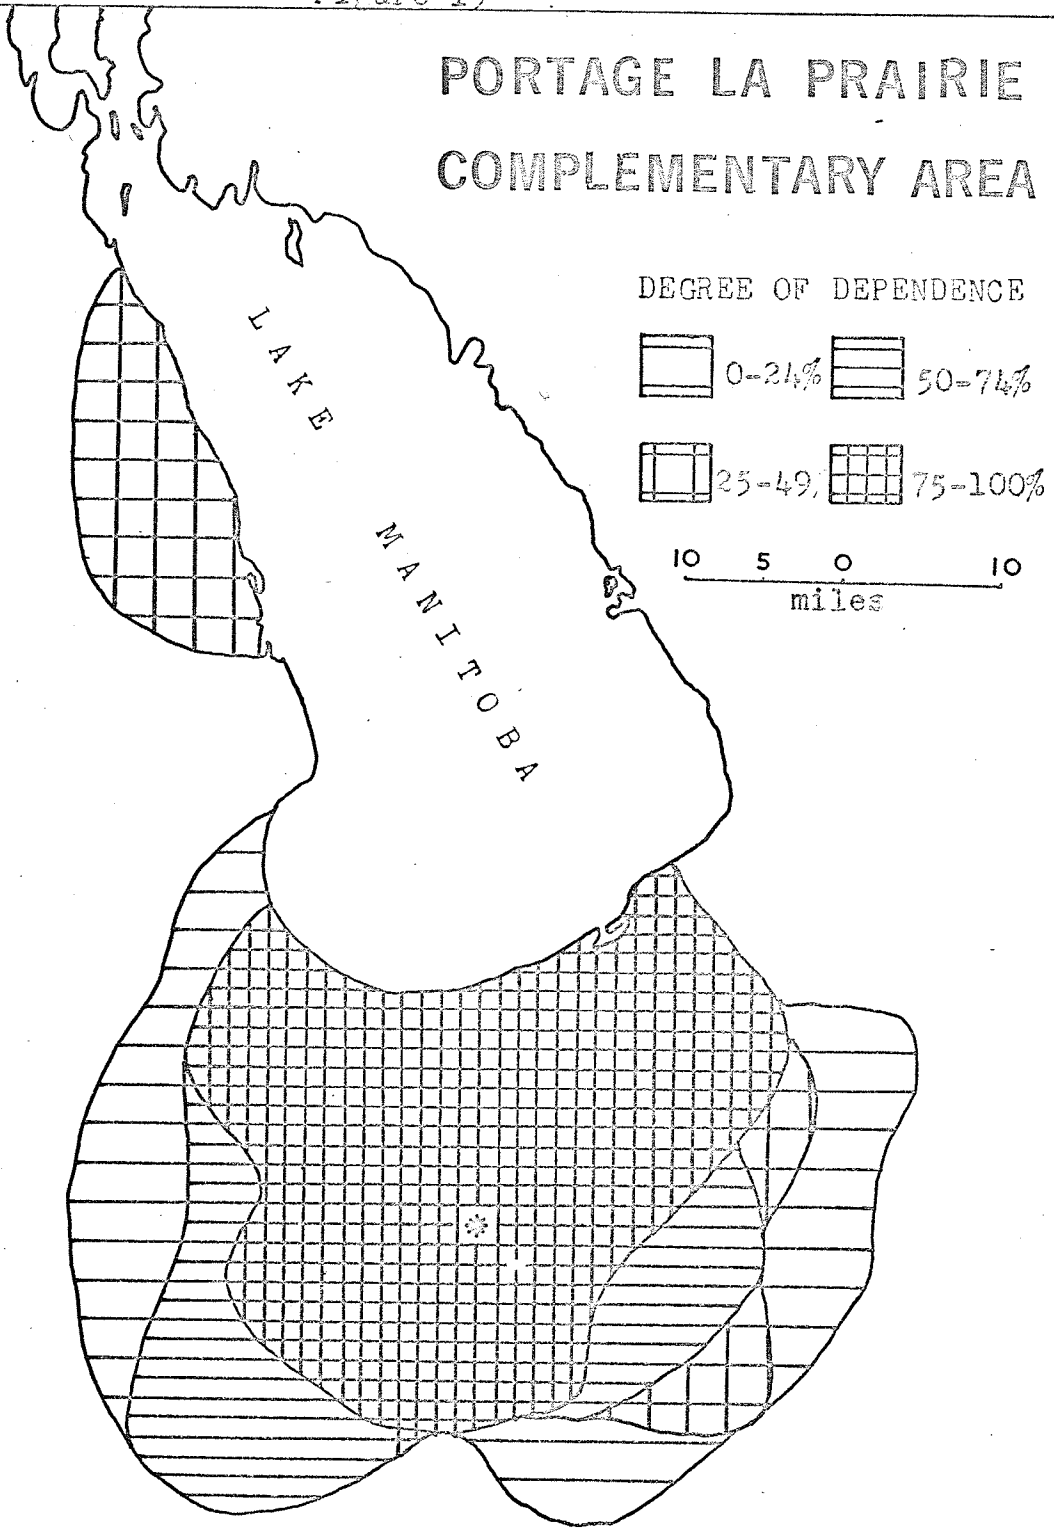 PORTAGE LA PRAIRIE
COMPLEMENTARY AREA
DEGREE OF DEPENDENCE
0-24% 50-74%
25-49 75-100%
10 5 0 10
miles
LAKE MANITOBA